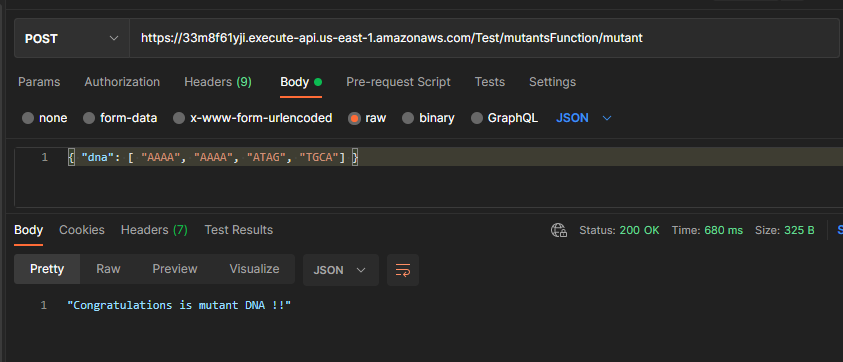 POST https://33m8f61yji.execute-api.us-east-1.amazonaws.com/Test/mutantsFunction/mutant
Params Authorization Headers (9) Body Pre-request Script Tests Settings
none form-data x-www-form-urlencoded raw binary GraphQL JSON
1 { "dna": [ "AAAA", "AAAA", "ATAG", "TGCA"] }
Body Cookies Headers (7) Test Results Status: 200 OK Time: 680 ms Size: 325 B S
Pretty Raw Preview Visualize JSON
1 "Congratulations is mutant DNA !!"